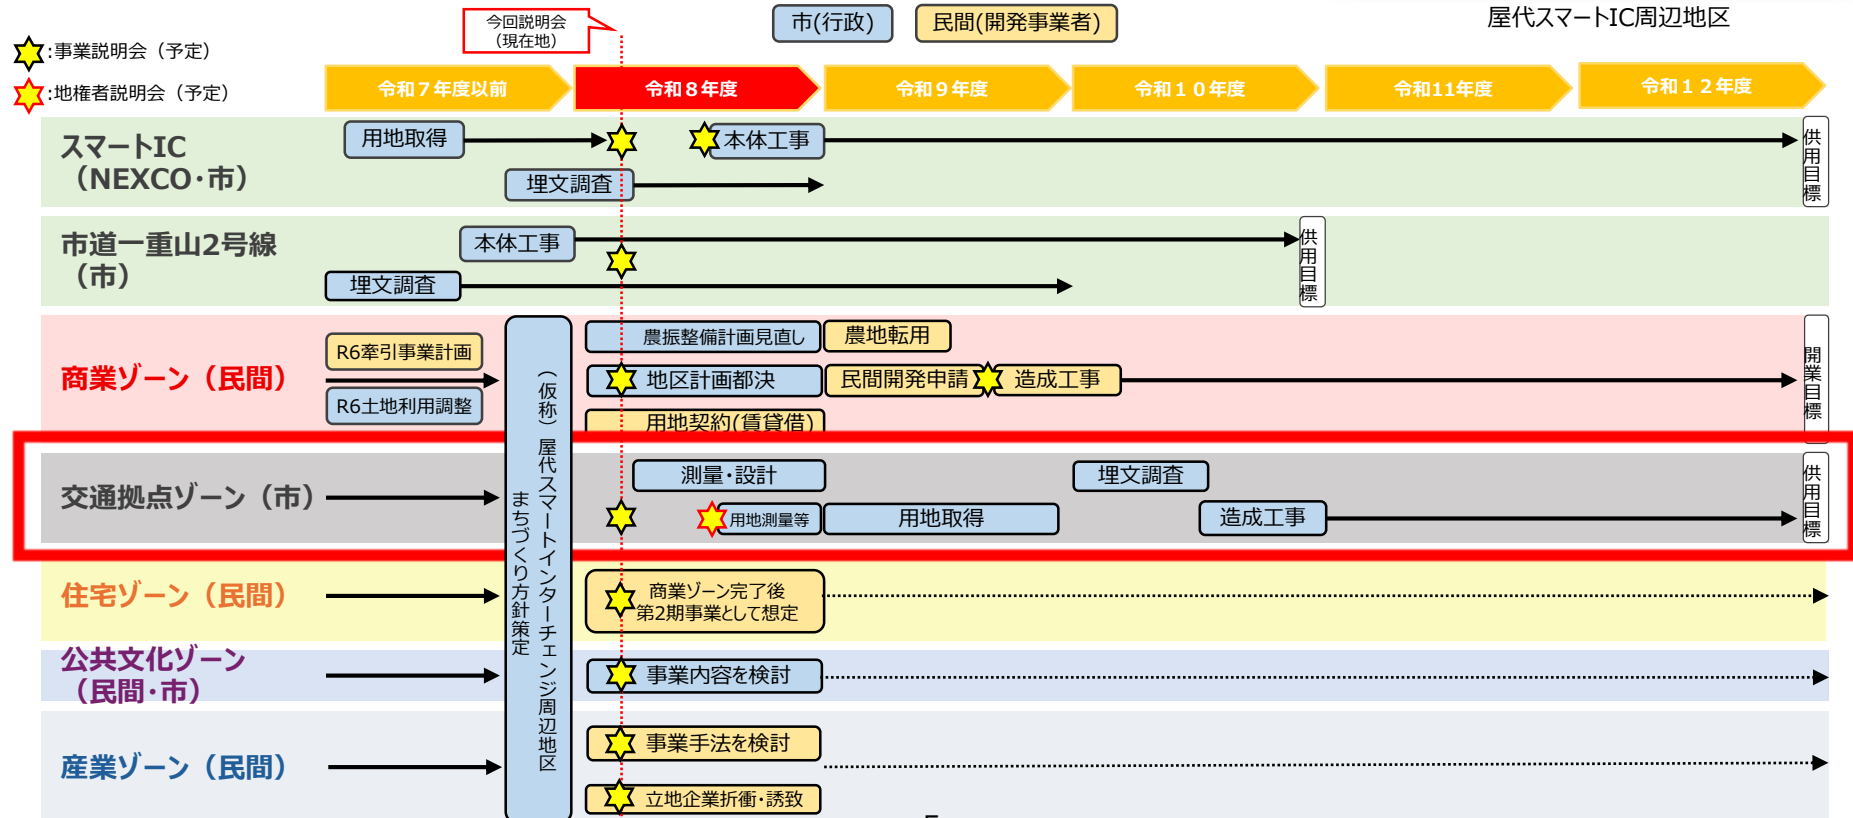 今回説明会
（現在地）
市(行政)
民間(開発事業者)
屋代スマートIC周辺地区
:事業説明会（予定）
:地権者説明会（予定）
令和７年度以前
令和８年度
令和９年度
令和１０年度
令和11年度
令和１２年度
スマートIC
（NEXCO･市）
用地取得
本体工事
埋文調査
供用目標
市道一重山2号線
（市）
本体工事
埋文調査
供用目標
商業ゾーン（民間）
R6牽引事業計画
R6土地利用調整
農振整備計画見直し
農地転用
地区計画都決
民間開発申請
造成工事
用地契約(賃貸借)
開業目標
（仮称）屋代スマートインターチェンジ周辺地区
まちづくり方針策定
交通拠点ゾーン（市）
測量･設計
埋文調査
用地測量等
用地取得
造成工事
供用目標
住宅ゾーン（民間）
商業ゾーン完了後
第2期事業として想定
公共文化ゾーン
（民間･市）
事業内容を検討
産業ゾーン（民間）
事業手法を検討
立地企業折衝･誘致